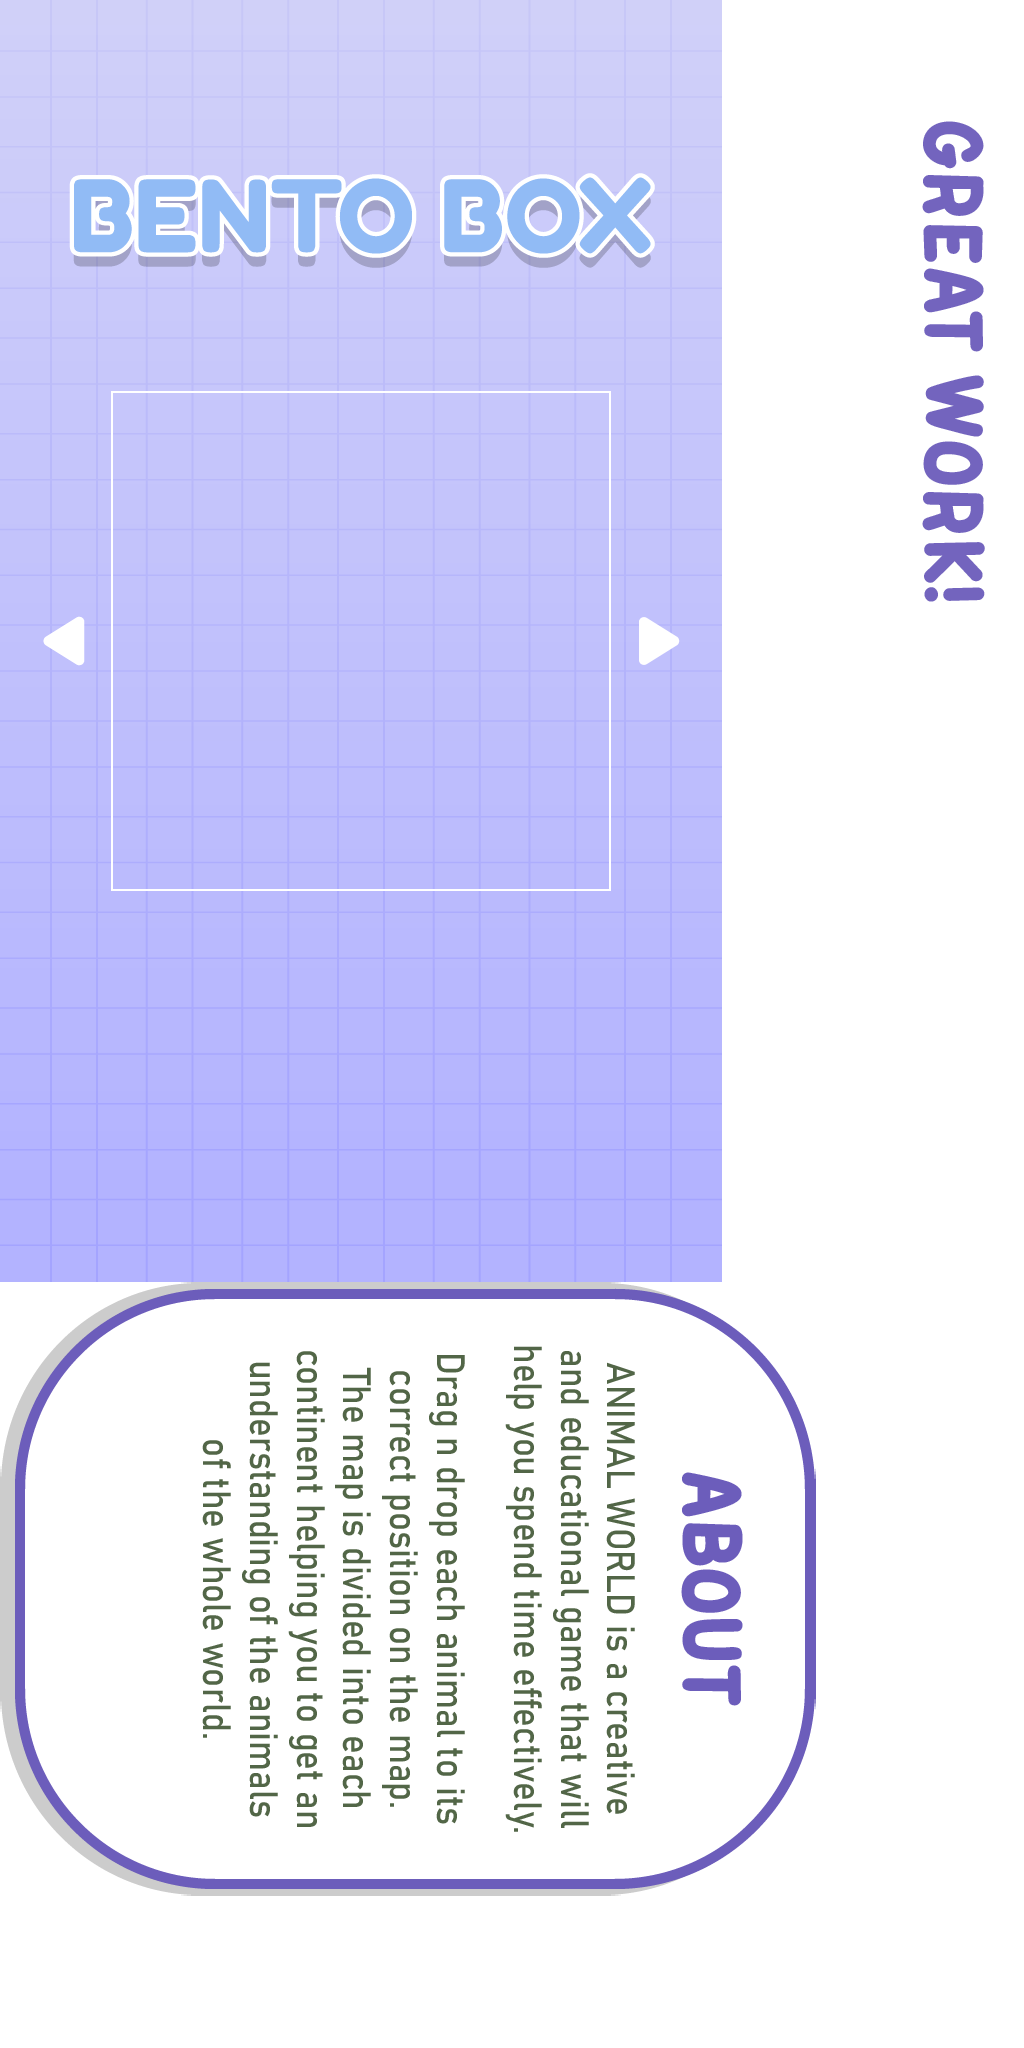 BENTO BOX
GREAT WORK!
ABOUT
ANIMAL WORLD is a creative
and educational game that will
help you spend time effectively.
Drag n drop each animal to its
correct position on the map.
The map is divided into each
continent helping you to get an
understanding of the animals
of the whole world.